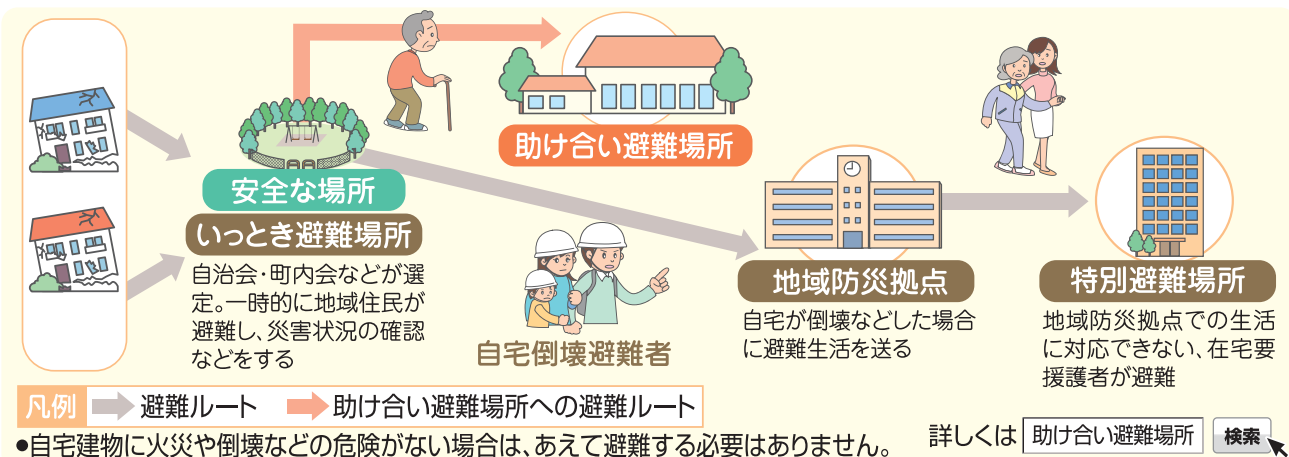 助け合い避難場所
安全な場所
いっとき避難場所
自治会・町内会などが選
定。一時的に地域住民が
避難し、災害状況の確認
などをする
自宅倒壊避難者
地域防災拠点
自宅が倒壊などした場合
に避難生活を送る
特別避難場所
地域防災拠点での生活
に対応できない、在宅要
援護者が避難
凡例 避難ルート 助け合い避難場所への避難ルート
●自宅建物に火災や倒壊などの危険がない場合は、あえて避難する必要はありません。
詳しくは 助け合い避難場所 検索